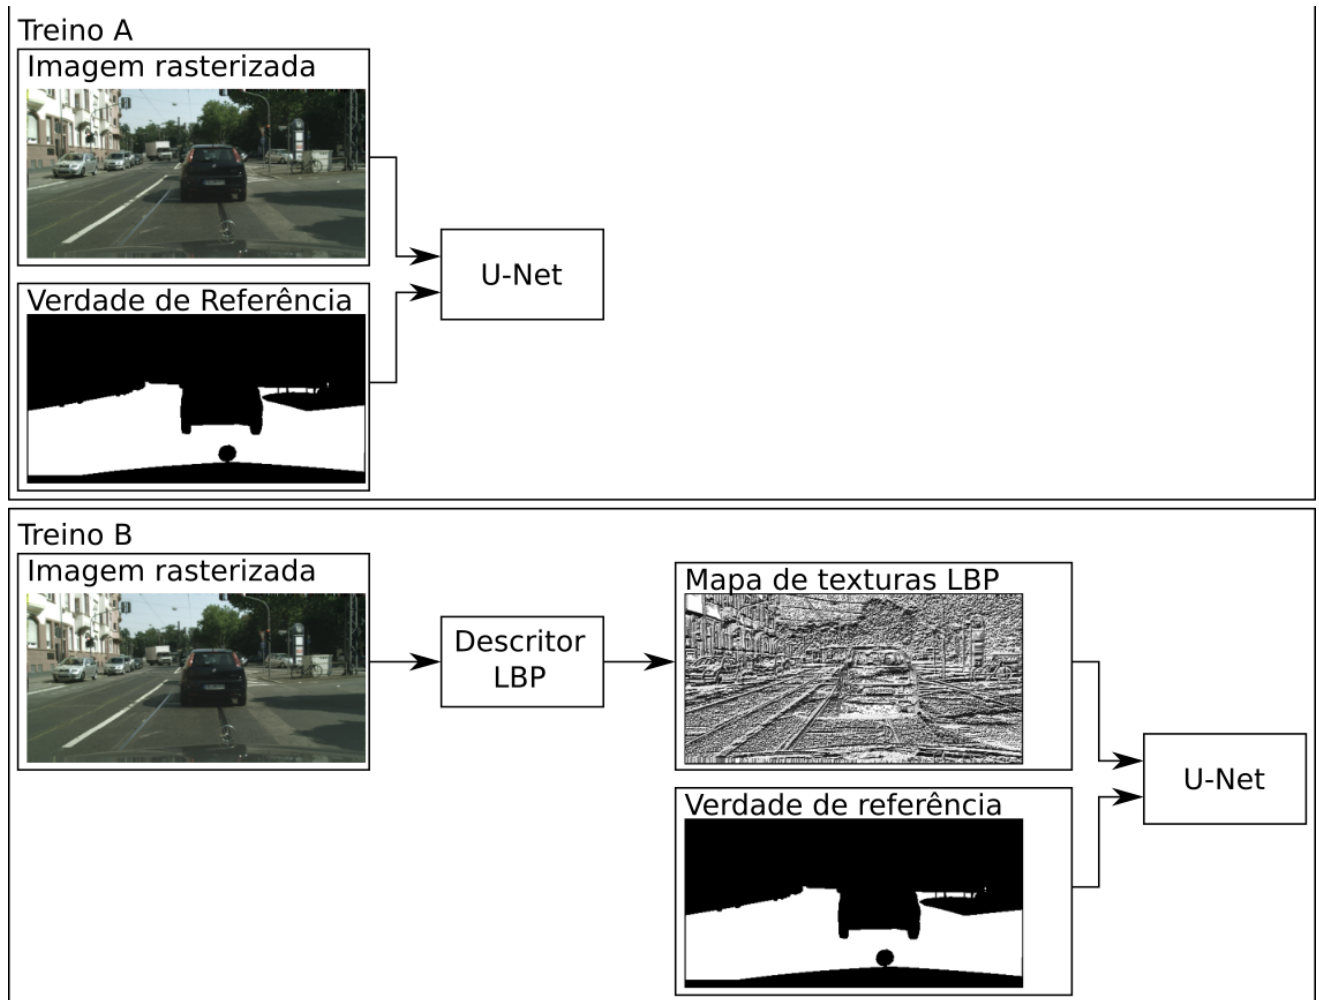 Treino A
Imagem rasterizada
U-Net
Verdade de Referência
Treino B
Imagem rasterizada
Descritor
LBP
Mapa de texturas LBP
U-Net
Verdade de referência